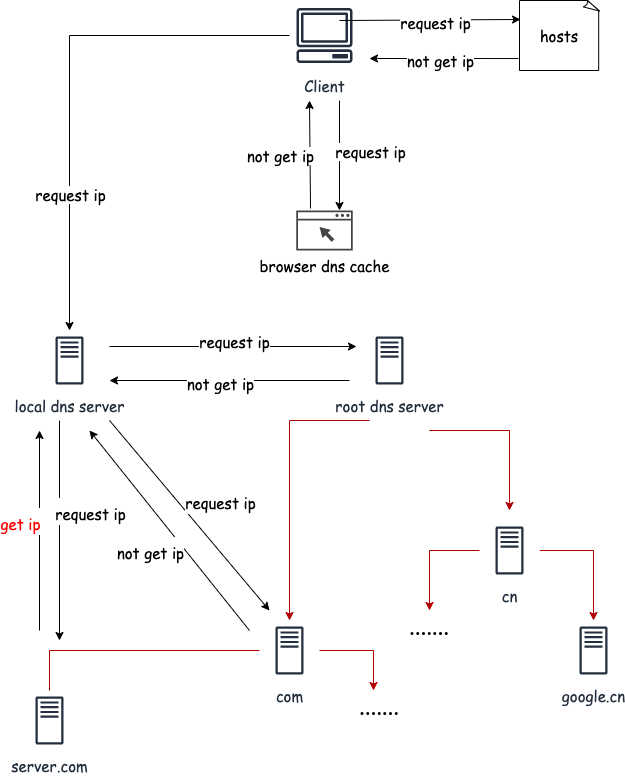 request ip
hosts
not get ip
Client
not get ip
request ip
request ip
browser dns cache
request ip
not get ip
local dns server
root dns server
request ip
get ip
request ip
not get ip
cn
.......
com
google.cn
.......
server.com